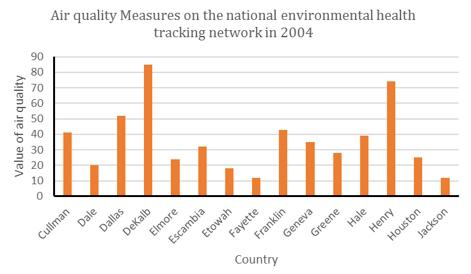 Air quality Measures on the national environmental health
tracking network in 2004
Value of air quality
90
80
70
60
50
40
30
20
10
0
Cullman
Dale
Dallas
DeKalb
Elmore
Escambia
Etowah
Fayette
Franklin
Geneva
Greene
Hale
Henry
Houston
Jackson
Country